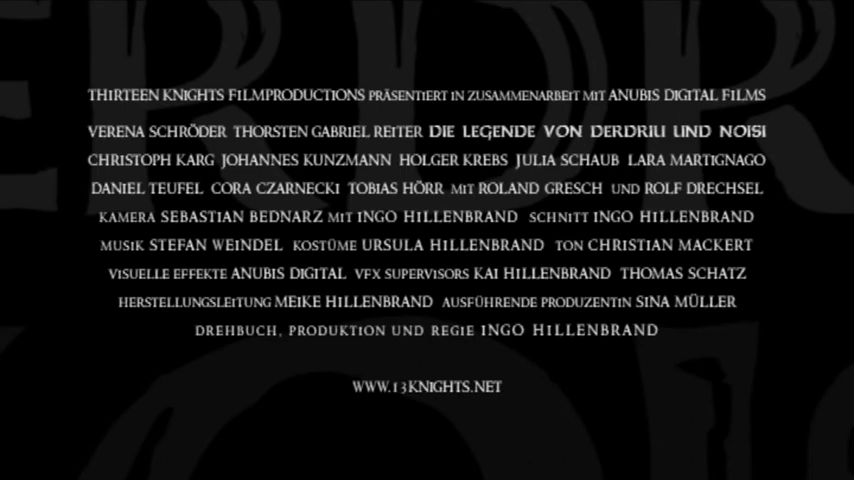 THIRTEEN KNIGHTS FILMPRODUCTIONS PRÄSENTIERT IN ZUSAMMENARBEIT MIT ANUBIS DIGITAL FILMS
VERENA SCHRÖDER THORSTEN GABRIEL REITER DIE LEGENDE VON DERDRIU UND NOISI
CHRISTOPH KARG JOHANNES KUNZMANN HOLGER KREBS JULIA SCHAUB LARA MARTIGNAGO
DANIEL TEUFEL CORA CZARNECKI TOBIAS HÖRR MIT ROLAND GRESCH UND ROLF DRECHSEL
KAMERA SEBASTIAN BEDNARZ MIT INGO HILLENBRAND SCHNITT INGO HILLENBRAND
MUSIK STEFAN WEINDEL KOSTÜME URSULA HILLENBRAND TON CHRISTIAN MACKERT
VISUELLE EFFEKTE ANUBIS DIGITAL VFX SUPERVISORS KAI HILLENBRAND THOMAS SCHATZ
HERSTELLUNGSLEITUNG MEIKE HILLENBRAND AUSFÜHRENDE PRODUZENTIN SINA MÜLLER
DREHBUCH, PRODUKTION UND REGIE INGO HILLENBRAND
WWW.13KNIGHTS.NET